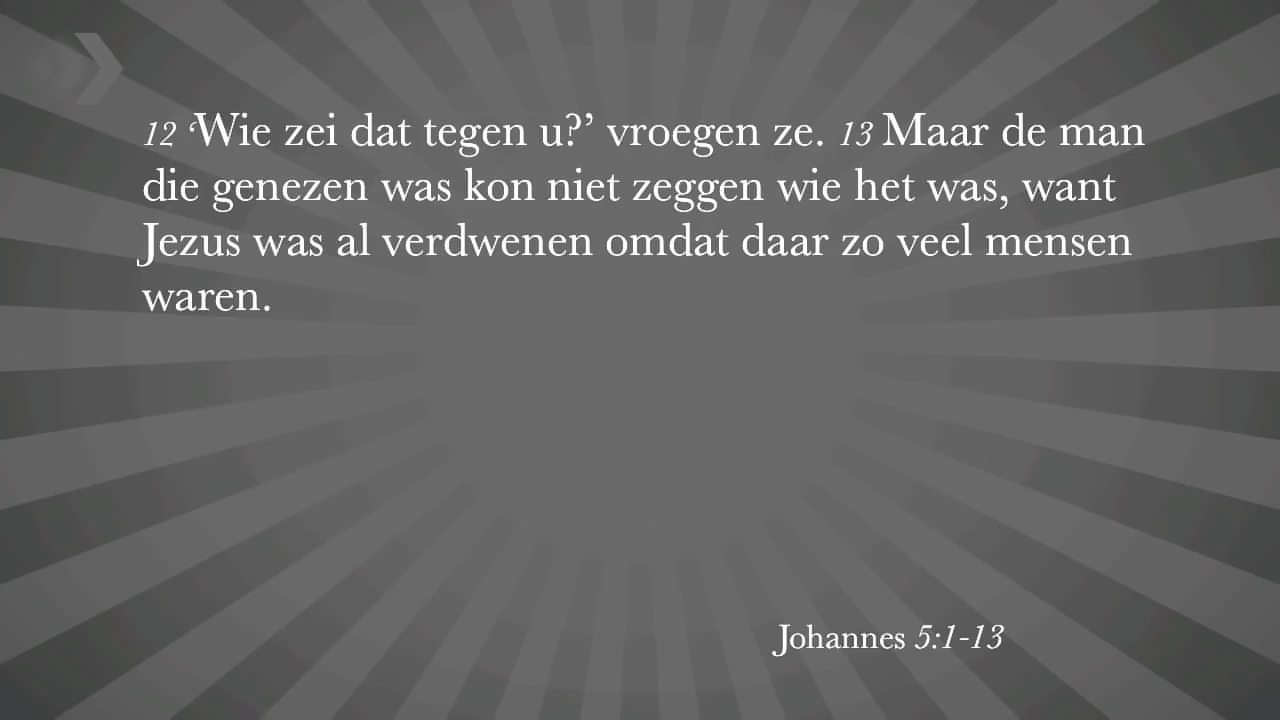 12 ‘Wie zei dat tegen u?’ vroegen ze. 13 Maar de man
die genezen was kon niet zeggen wie het was, want
Jezus was al verdwenen omdat daar zo veel mensen
waren.
Johannes 5:1-13